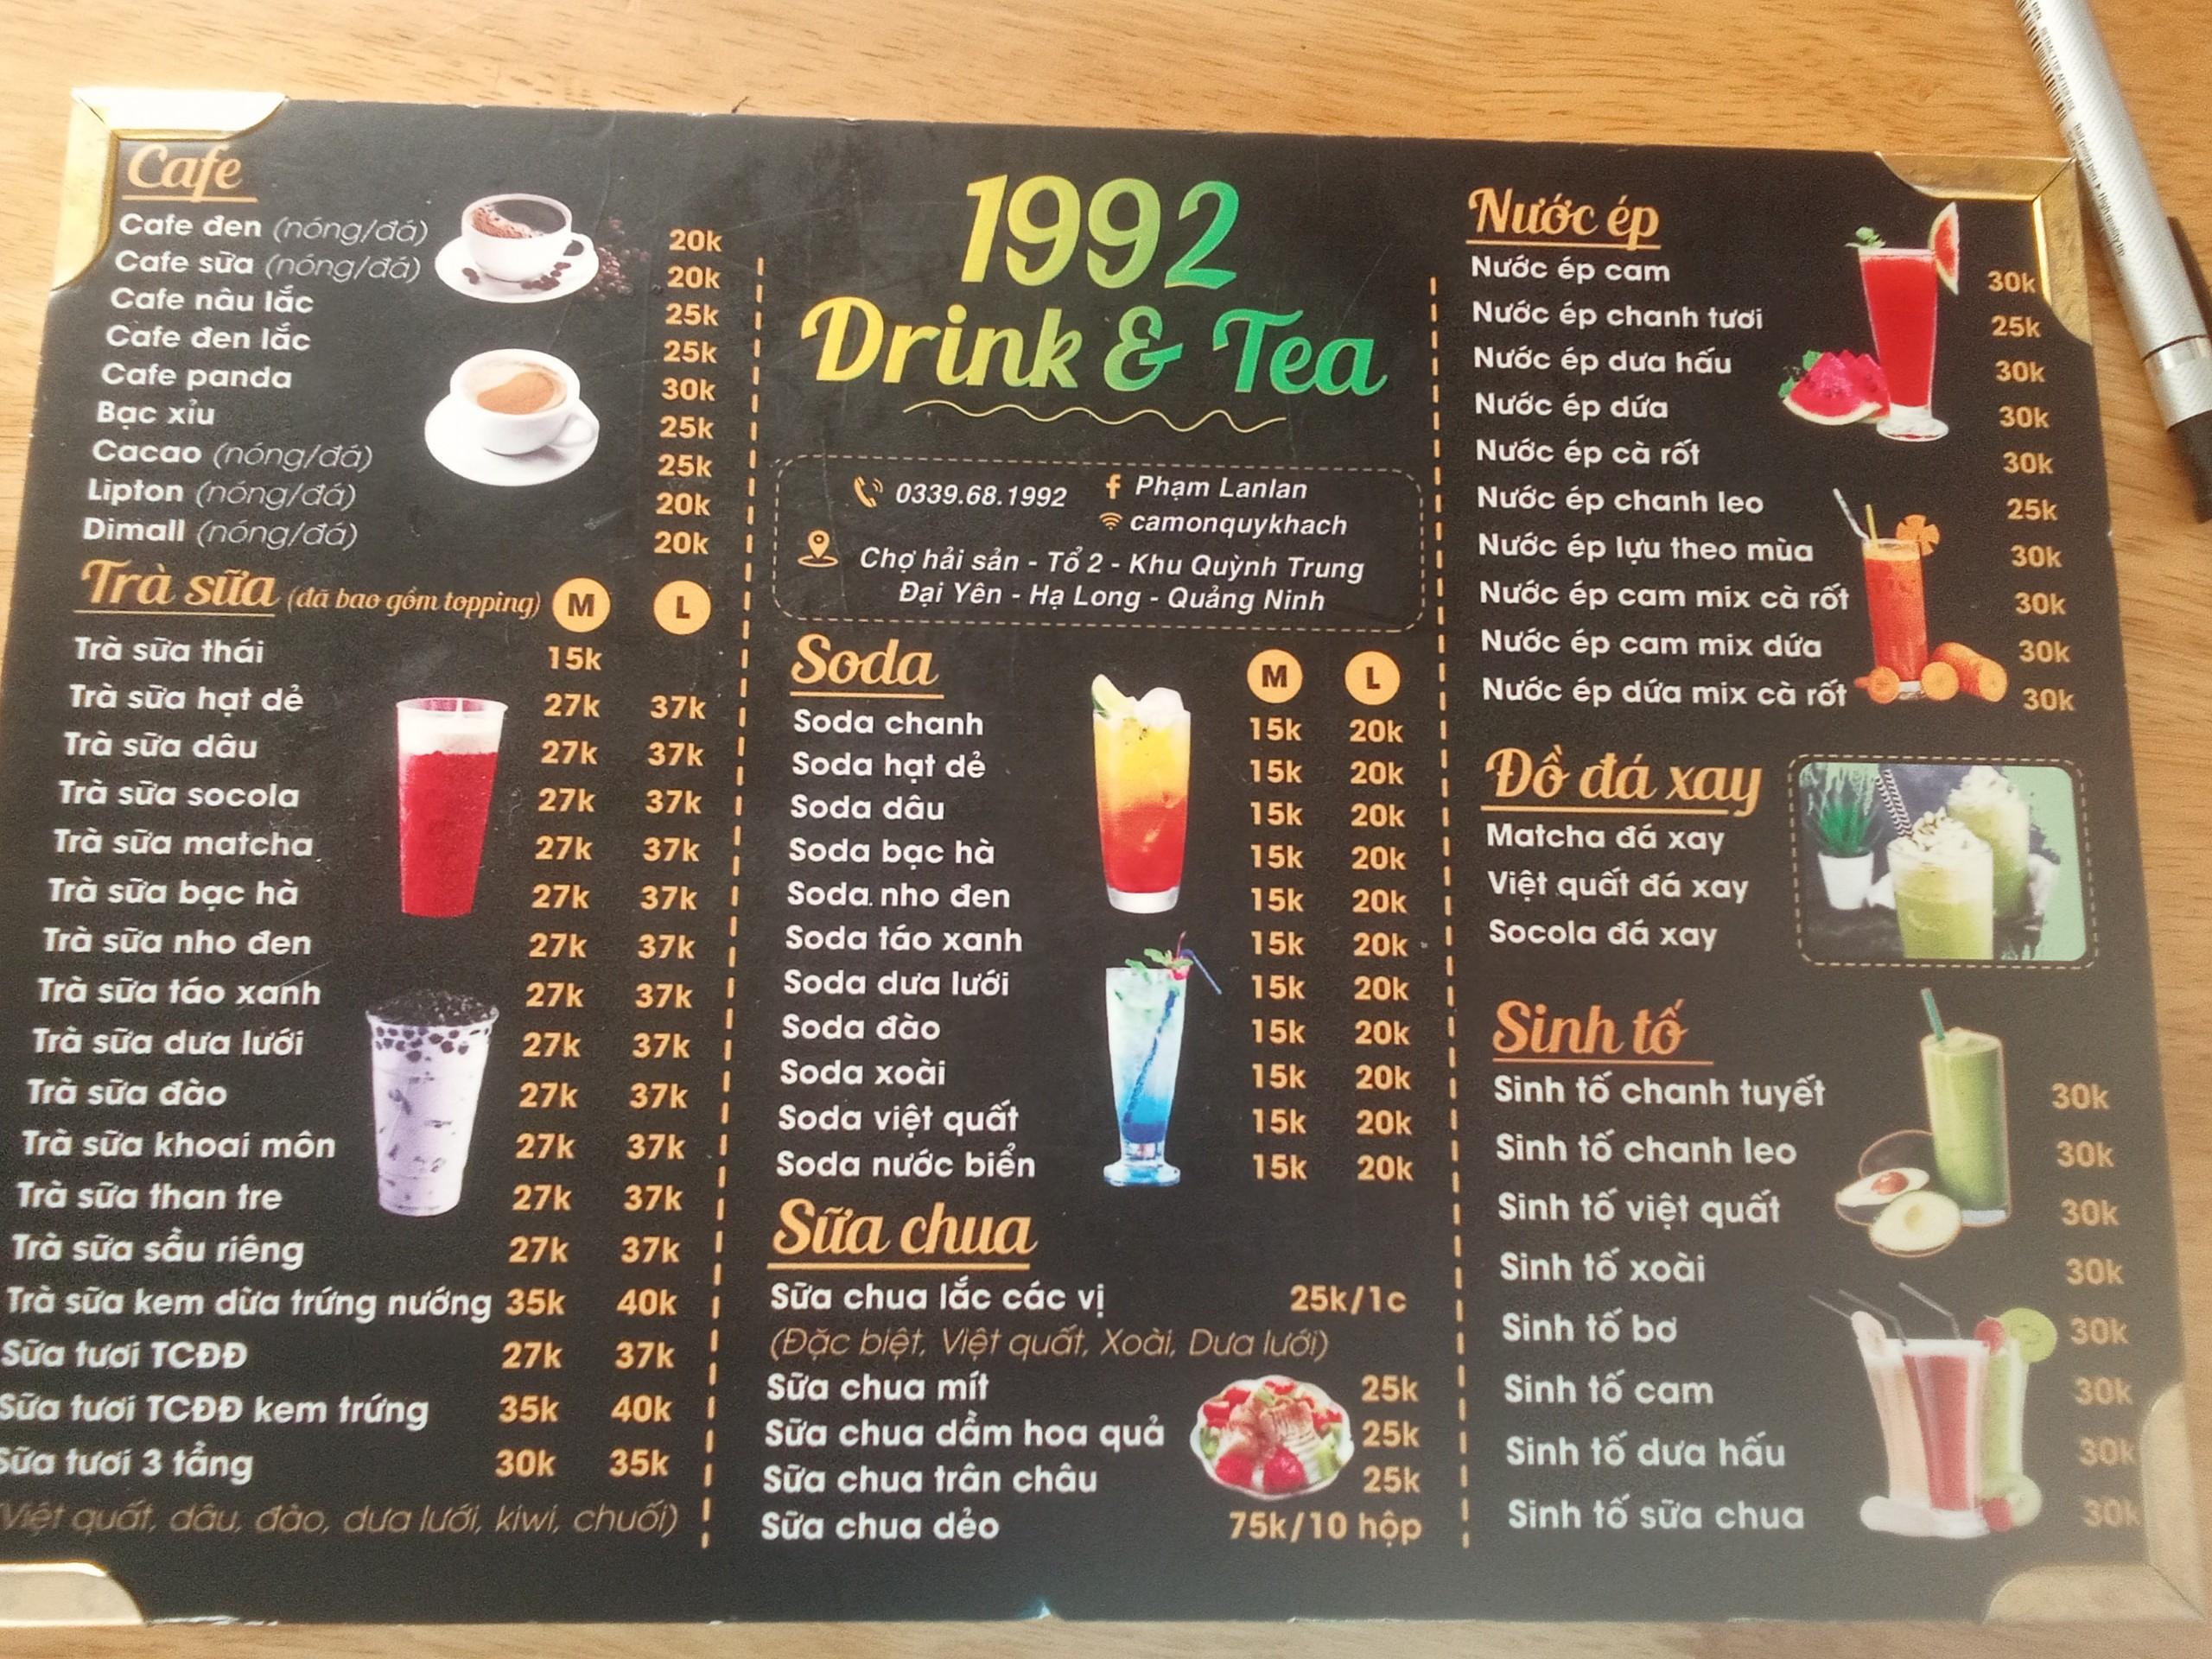 Cafe
Cafe đen (nóng/đá) 20k
Cafe sữa (nóng/đá) 20k
Cafe nâu lắc 25k
Cafe đen lắc 25k
Cafe panda 30k
Bạc xỉu 25k
Cacao (nóng/đá) 25k
Lipton (nóng/đá) 20k
Dimall (nóng/đá) 20k
Trà sữa (đã bao gồm topping) M L
Trà sữa thái 15k
Trà sữa hạt dẻ 27k 37k
Trà sữa dâu 27k 37k
Trà sữa socola 27k 37k
Trà sữa matcha 27k 37k
Trà sữa bạc hà 27k 37k
Trà sữa nho đen 27k 37k
Trà sữa táo xanh 27k 37k
Trà sữa dưa lưới 27k 37k
Trà sữa đào 27k 37k
Trà sữa khoai môn 27k 37k
Trà sữa than tre 27k 37k
Trà sữa sầu riêng 27k 37k
Trà sữa kem dừa trứng nướng 35k 40k
Sữa tươi TCĐĐ 27k 37k
Sữa tươi TCĐĐ kem trứng 35k 40k
Sữa tươi 3 tầng 30k 35k
(Việt quất, dâu, đào, dưa lưới, kiwi, chuối)
1992
Drink & Tea
0339.68.1992
Phạm Lanlan
camonquykhach
Chợ hải sản - Tổ 2 - Khu Quỳnh Trung
Đại Yên - Hạ Long - Quảng Ninh
Soda M L
Soda chanh 15k 20k
Soda hạt dẻ 15k 20k
Soda dâu 15k 20k
Soda bạc hà 15k 20k
Soda nho đen 15k 20k
Soda táo xanh 15k 20k
Soda dưa lưới 15k 20k
Soda đào 15k 20k
Soda xoài 15k 20k
Soda việt quất 15k 20k
Soda nước biển 15k 20k
Sữa chua
Sữa chua lắc các vị 25k/1c
(Đặc biệt, Việt quất, Xoài, Dưa lưới)
Sữa chua mít 25k
Sữa chua dầm hoa quả 25k
Sữa chua trân châu 25k
Sữa chua dẻo 75k/10 hộp
Nước ép
Nước ép cam 30k
Nước ép chanh tươi 25k
Nước ép dưa hấu 30k
Nước ép dứa 30k
Nước ép cà rốt 30k
Nước ép chanh leo 25k
Nước ép lựu theo mùa 30k
Nước ép cam mix cà rốt 30k
Nước ép cam mix dứa 30k
Nước ép dứa mix cà rốt 30k
Đồ đá xay
Matcha đá xay
Việt quất đá xay
Socola đá xay
Sinh tố
Sinh tố chanh tuyết 30k
Sinh tố chanh leo 30k
Sinh tố việt quất 30k
Sinh tố xoài 30k
Sinh tố bơ 30k
Sinh tố cam 30k
Sinh tố dưa hấu 30k
Sinh tố sữa chua 30k